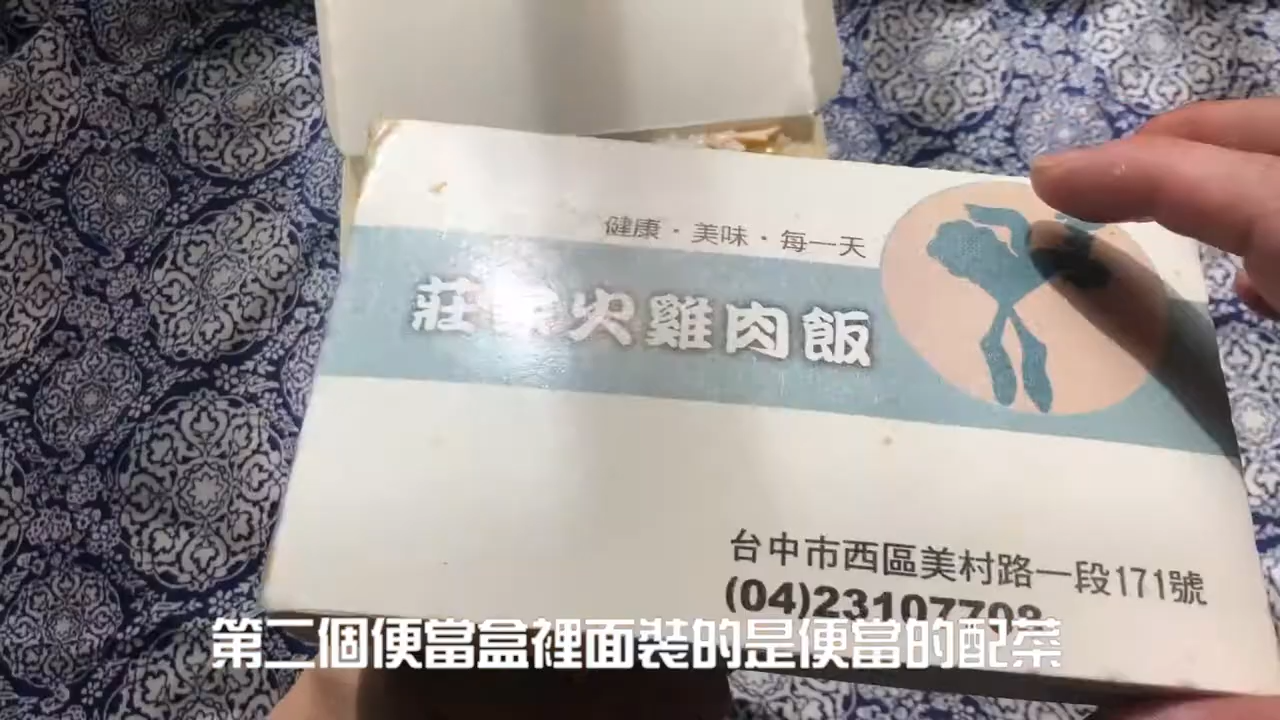 健康・美味・每一天
莊 火雞肉飯
台中市西區美村路一段171號
(04)23107798
第二個便當盒裡面裝的是便當的配菜